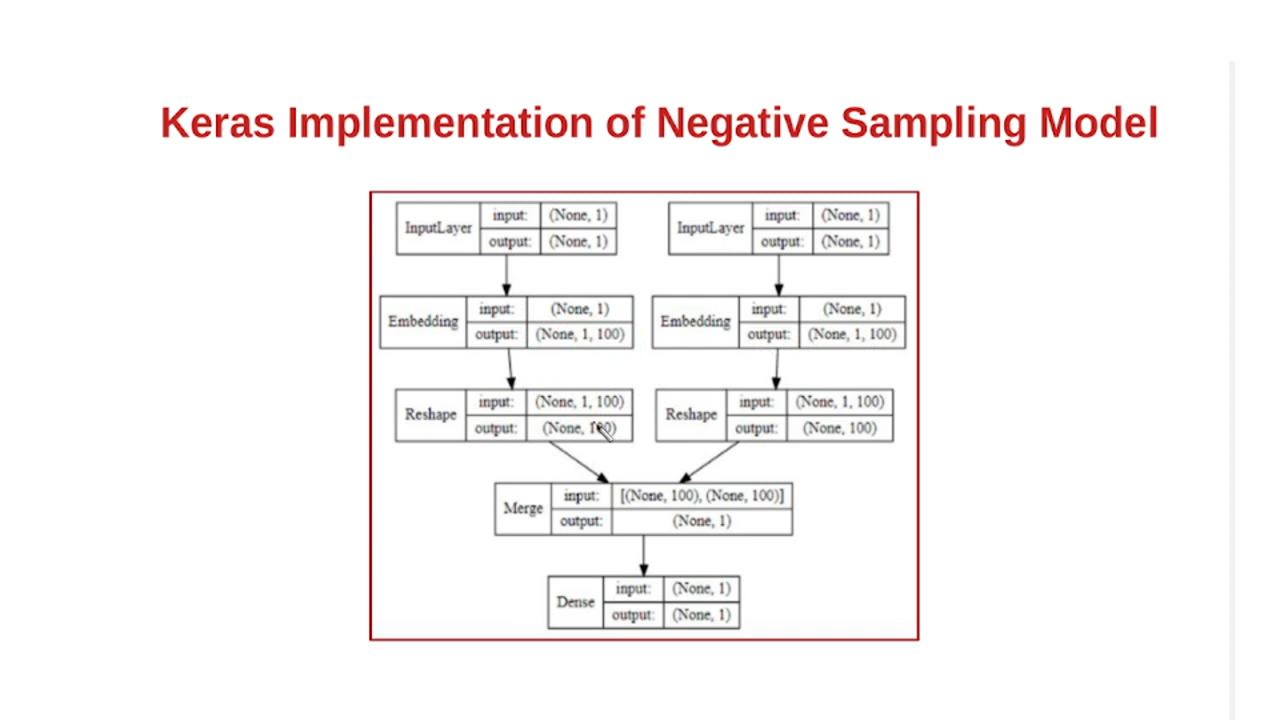 Keras Implementation of Negative Sampling Model
InputLayer
input: (None, 1)
output: (None, 1)
InputLayer
input: (None, 1)
output: (None, 1)
Embedding
input: (None, 1)
output: (None, 1, 100)
Embedding
input: (None, 1)
output: (None, 1, 100)
Reshape
input: (None, 1, 100)
output: (None, 100)
Reshape
input: (None, 1, 100)
output: (None, 100)
Merge
input: [(None, 100), (None, 100)]
output: (None, 1)
Dense
input: (None, 1)
output: (None, 1)